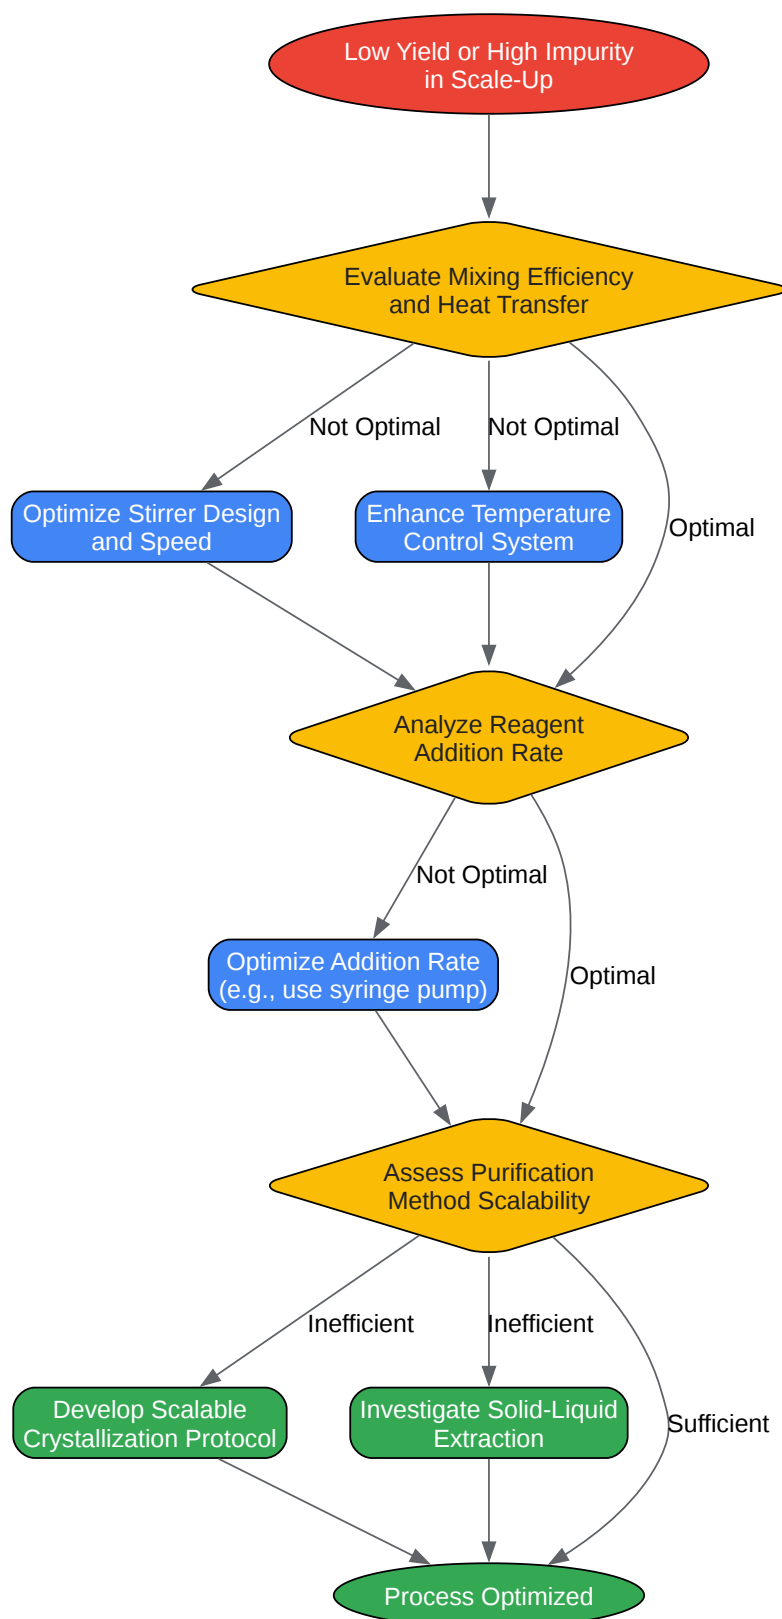 Low Yield or High Impurity
in Scale-Up
Evaluate Mixing Efficiency
and Heat Transfer
Not Optimal
Not Optimal
Optimize Stirrer Design
and Speed
Enhance Temperature
Control System
Optimal
Analyze Reagent
Addition Rate
Not Optimal
Optimize Addition Rate
(e.g., use syringe pump)
Optimal
Assess Purification
Method Scalability
Inefficient
Inefficient
Develop Scalable
Crystallization Protocol
Investigate Solid-Liquid
Extraction
Sufficient
Process Optimized